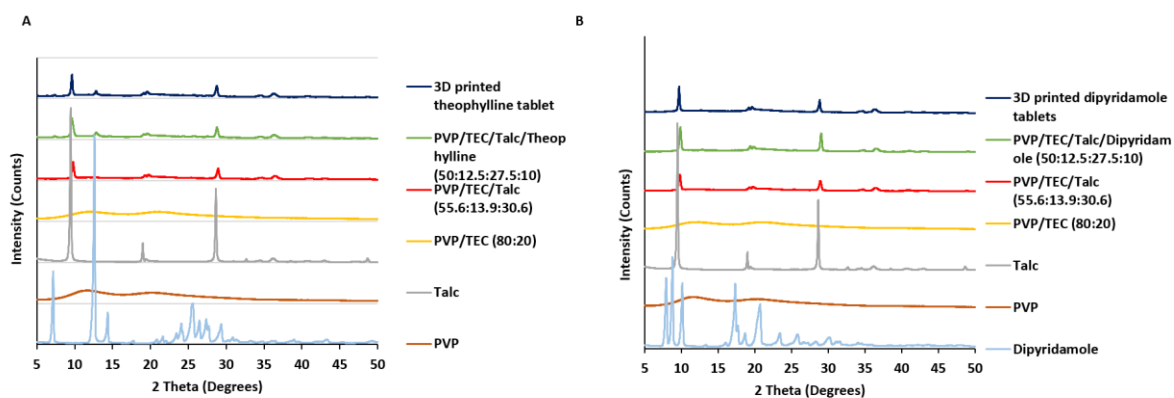 A
Intensity (Counts)
5 10 15 20 25 30 35 40 45 50
2 Theta (Degrees)
3D printed
theophylline tablet
PVP/TEC/Talc/Theop
hylline
(50:12.5:27.5:10)
PVP/TEC/Talc
(55.6:13.9:30.6)
PVP/TEC (80:20)
Talc
PVP
B
Intensity (Counts)
5 10 15 20 25 30 35 40 45 50
2 Theta (Degrees)
3D printed dipyridamole
tablets
PVP/TEC/Talc/Dipyridam
ole (50:12.5:27.5:10)
PVP/TEC/Talc
(55.6:13.9:30.6)
PVP/TEC (80:20)
Talc
PVP
Dipyridamole